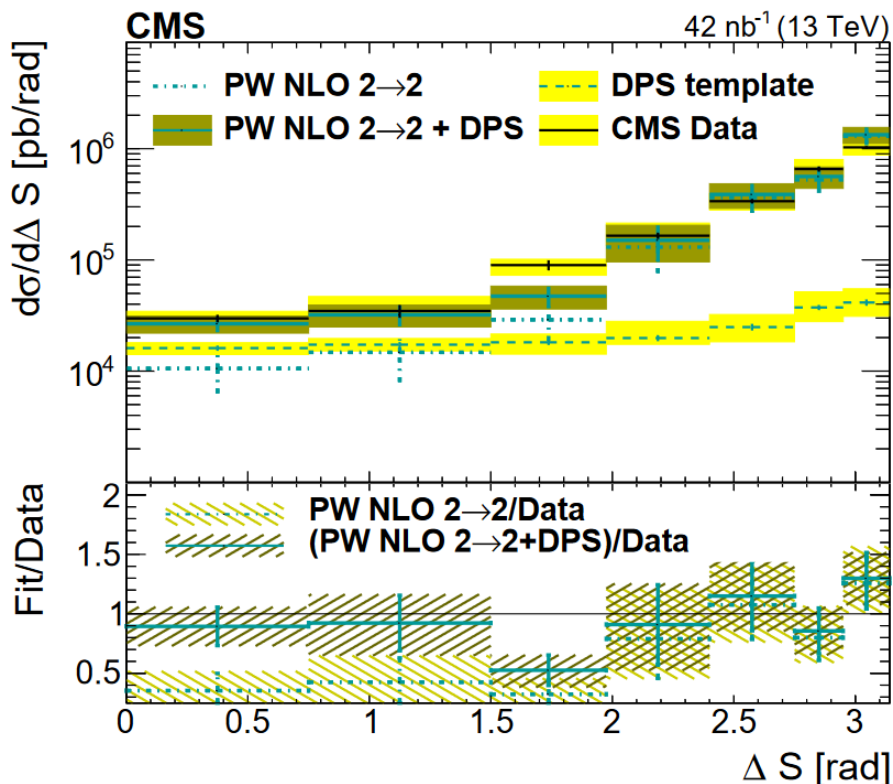 CMS
42 nb⁻¹ (13 TeV)
dσ/dΔ S [pb/rad]
PW NLO 2→2
DPS template
PW NLO 2→2 + DPS
CMS Data
10⁶
10⁵
10⁴
Fit/Data
PW NLO 2→2/Data
(PW NLO 2→2+DPS)/Data
2
1.5
1
0.5
0 0.5 1 1.5 2 2.5 3
Δ S [rad]